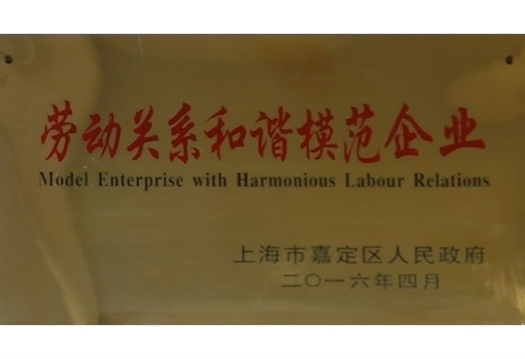 劳动关系和谐模范企业
Model Enterprise with Harmonious Labour Relations
上海市嘉定区人民政府
二〇一六年四月